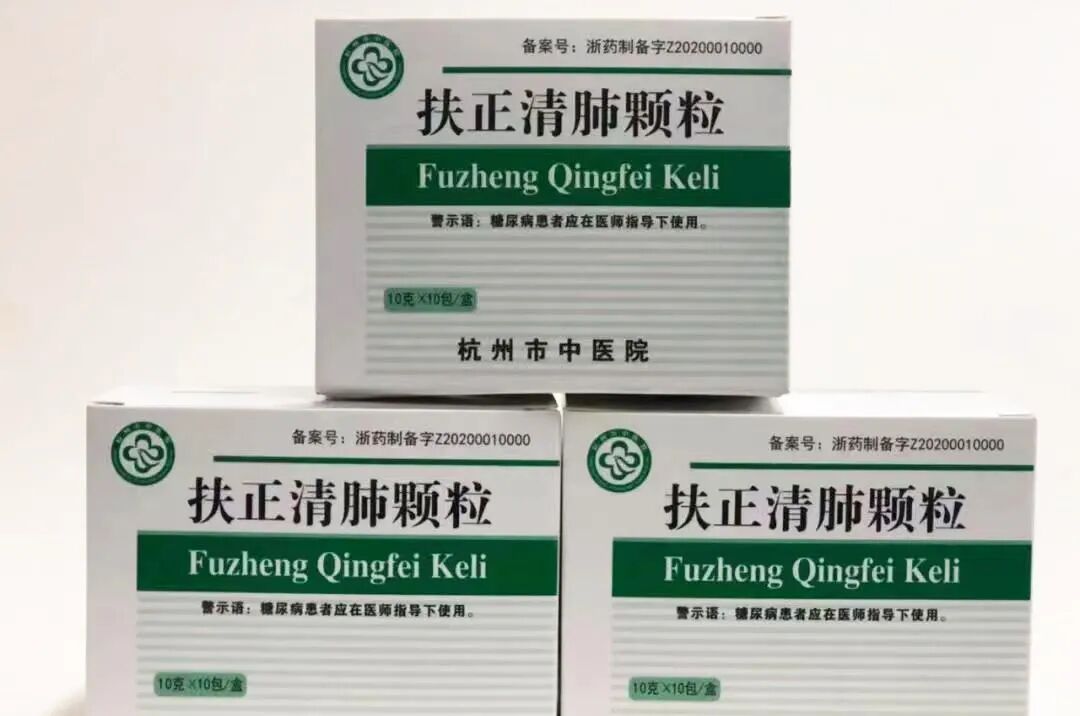 备案号：浙药制备字Z20200010000
扶正清肺颗粒
Fuzheng Qingfei Keli
警示语：糖尿病患者应在医师指导下使用。
10克×10包/盒
杭州市中医院
备案号：浙药制备字Z20200010000
扶正清肺颗粒
Fuzheng Qingfei Keli
警示语：糖尿病患者应在医师指导下使用。
10克×10包/盒
备案号：浙药制备字Z20200010000
扶正清肺颗粒
Fuzheng Qingfei Keli
警示语：糖尿病患者应在医师指导下使用。
10克×10包/盒